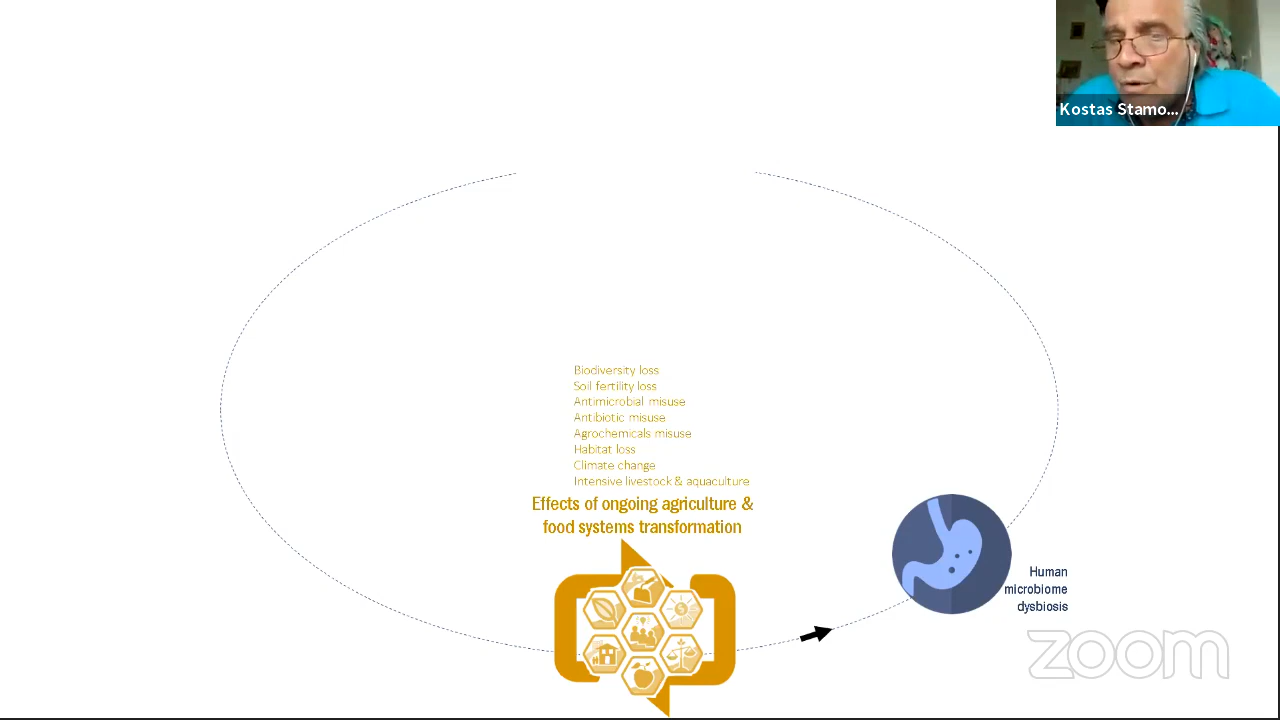 Kostas Stamo...
Biodiversity loss
Soil fertility loss
Antimicrobial misuse
Antibiotic misuse
Agrochemicals misuse
Habitat loss
Climate change
Intensive livestock & aquaculture
Effects of ongoing agriculture &
food systems transformation
Human
microbiome
dysbiosis
zoom